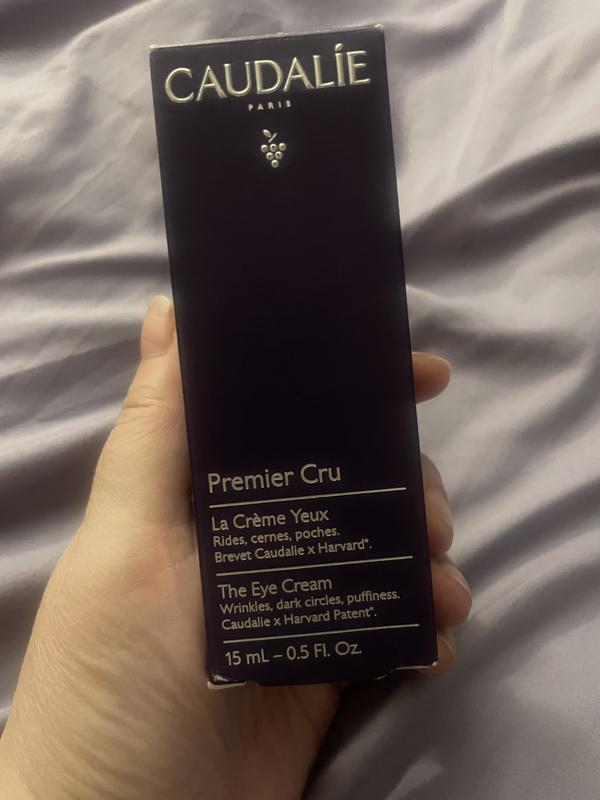 CAUDALÍE
PARIS
Premier Cru
La Crème Yeux
Rides, cernes, poches.
Brevet Caudalie x Harvard*.
The Eye Cream
Wrinkles, dark circles, puffiness.
Caudalie x Harvard Patent*.
15 mL – 0.5 Fl. Oz.